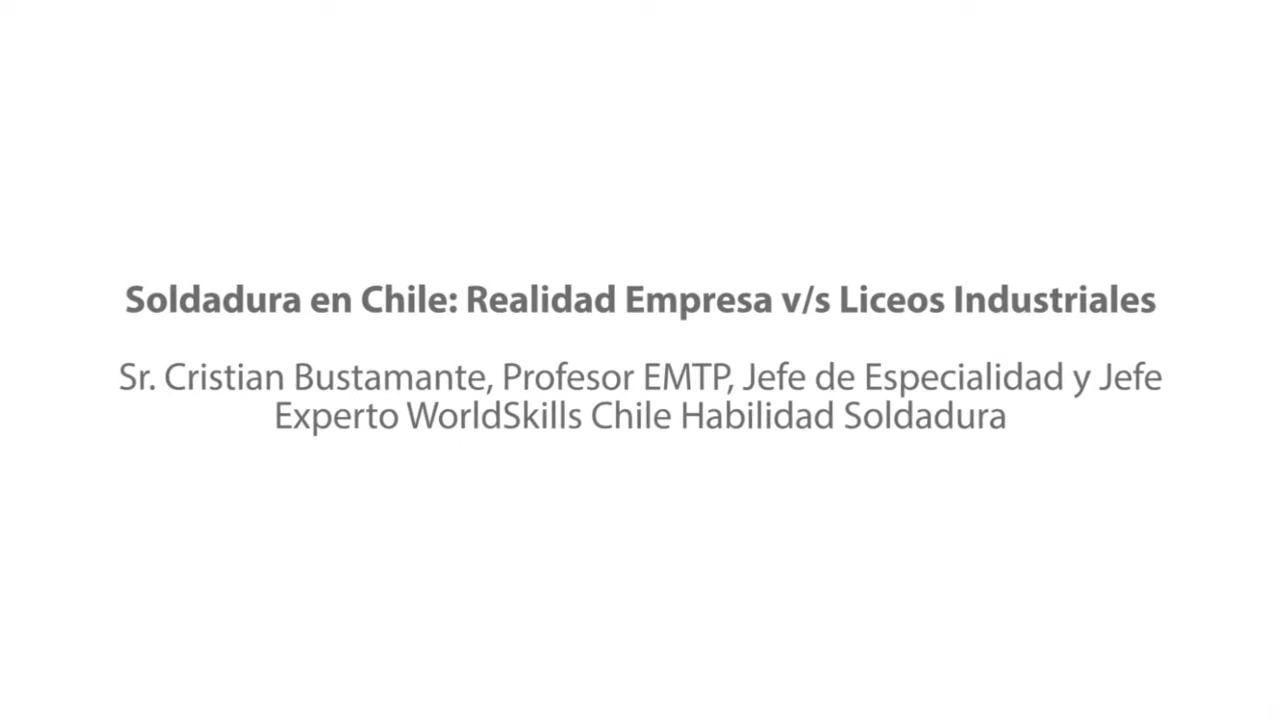 Soldadura en Chile: Realidad Empresa v/s Liceos Industriales
Sr. Cristian Bustamante, Profesor EMTP, Jefe de Especialidad y Jefe
Experto WorldSkills Chile Habilidad Soldadura